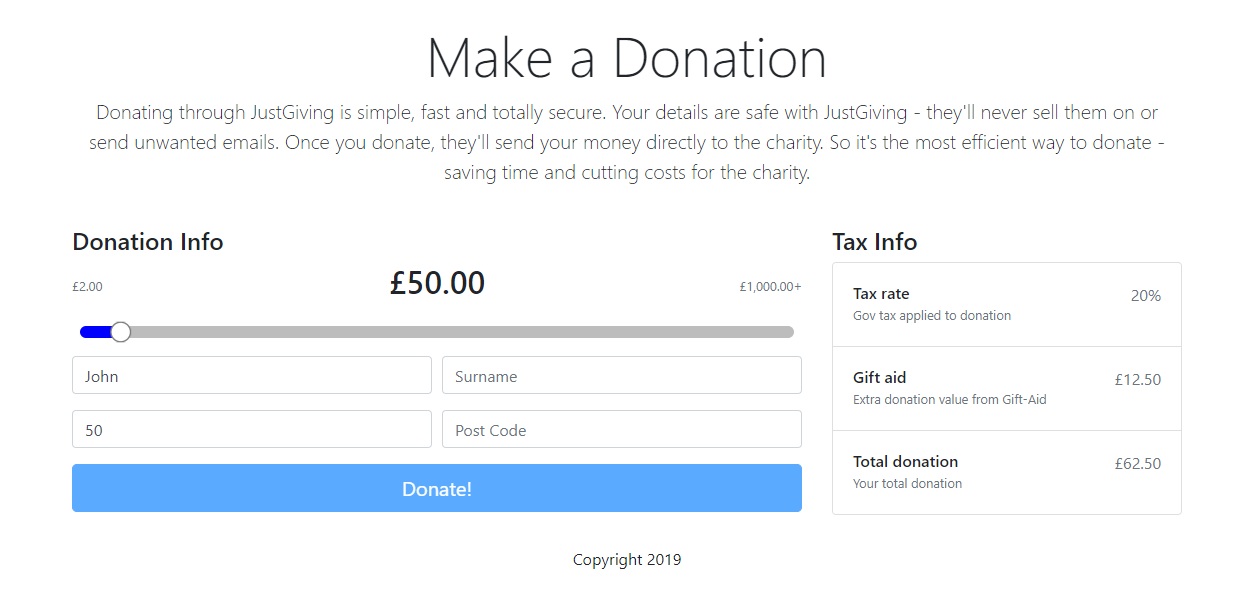 Make a Donation
Donating through JustGiving is simple, fast and totally secure. Your details are safe with JustGiving - they'll never sell them on or
send unwanted emails. Once you donate, they'll send your money directly to the charity. So it's the most efficient way to donate -
saving time and cutting costs for the charity.
Donation Info
£2.00 £50.00 £1,000.00+
John Surname
50 Post Code
Donate!
Tax Info
Tax rate 20%
Gov tax applied to donation
Gift aid £12.50
Extra donation value from Gift-Aid
Total donation £62.50
Your total donation
Copyright 2019